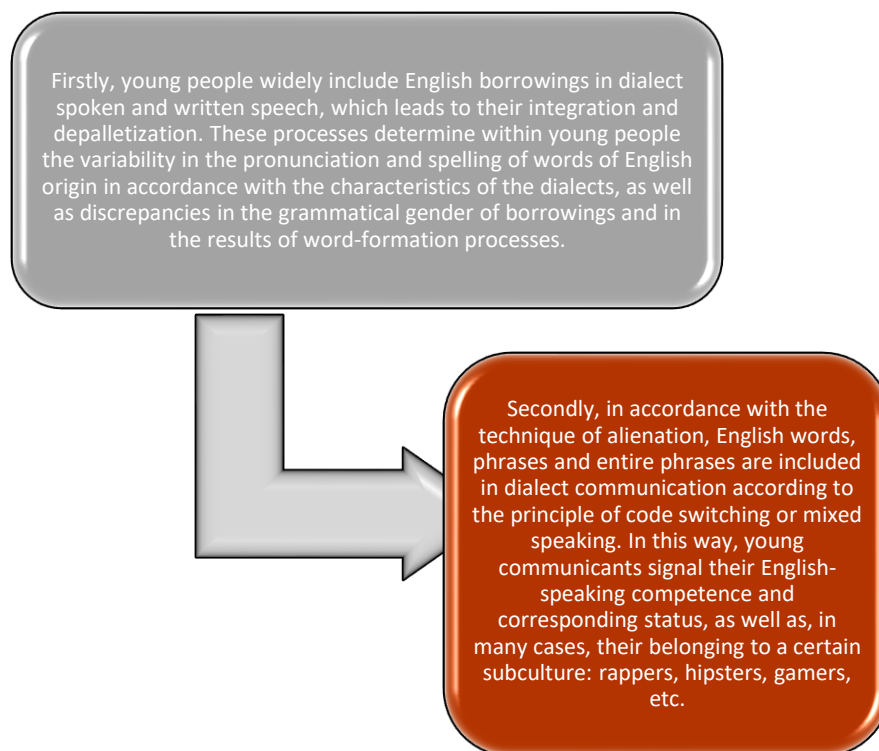 Firstly, young people widely include English borrowings in dialect
spoken and written speech, which leads to their integration and
depalletization. These processes determine within young people
the variability in the pronunciation and spelling of words of English
origin in accordance with the characteristics of the dialects, as well
as discrepancies in the grammatical gender of borrowings and in
the results of word-formation processes.
Secondly, in accordance with the
technique of alienation, English words,
phrases and entire phrases are included
in dialect communication according to
the principle of code switching or mixed
speaking. In this way, young
communicants signal their English-
speaking competence and
corresponding status, as well as, in
many cases, their belonging to a certain
subculture: rappers, hipsters, gamers,
etc.